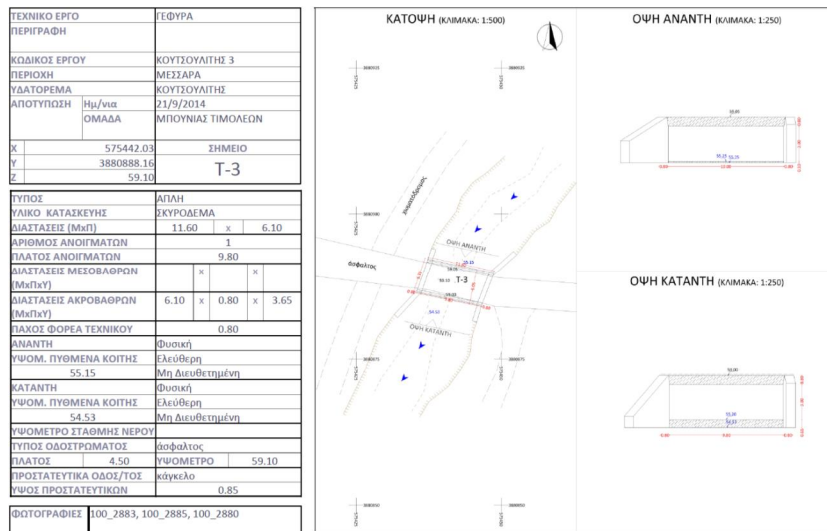 ΤΕΧΝΙΚΟ ΕΡΓΟ ΓΕΦΥΡΑ
ΠΕΡΙΓΡΑΦΗ
ΚΩΔΙΚΟΣ ΕΡΓΟΥ ΚΟΥΤΣΟΥΛΙΤΗΣ 3
ΠΕΡΙΟΧΗ ΜΕΣΣΑΡΑ
ΥΔΑΤΟΡΕΜΑ ΚΟΥΤΣΟΥΛΙΤΗΣ
ΑΠΟΤΥΠΩΣΗ Ημ/νια 21/9/2014
ΟΜΑΔΑ ΜΠΟΥΝΙΑΣ ΤΙΜΟΛΕΩΝ
X 575442.03 ΣΗΜΕΙΟ
Y 3880888.16 T-3
Z 59.10
ΤΥΠΟΣ ΑΠΛΗ
ΥΛΙΚΟ ΚΑΤΑΣΚΕΥΗΣ ΣΚΥΡΟΔΕΜΑ
ΔΙΑΣΤΑΣΕΙΣ (ΜxΠ) 11.60 x 6.10
ΑΡΙΘΜΟΣ ΑΝΟΙΓΜΑΤΩΝ 1
ΠΛΑΤΟΣ ΑΝΟΙΓΜΑΤΩΝ 9.80
ΔΙΑΣΤΑΣΕΙΣ ΜΕΣΟΒΑΘΡΩΝ (ΜxΠxΥ) x x
ΔΙΑΣΤΑΣΕΙΣ ΑΚΡΟΒΑΘΡΩΝ (ΜxΠxΥ) 6.10 x 0.80 x 3.65
ΠΑΧΟΣ ΦΟΡΕΑ ΤΕΧΝΙΚΟΥ 0.80
ΑΝΑΝΤΗ Φυσική
ΥΨΟΜ. ΠΥΘΜΕΝΑ ΚΟΙΤΗΣ Ελεύθερη
55.15 Μη Διευθετημένη
ΚΑΤΑΝΤΗ Φυσική
ΥΨΟΜ. ΠΥΘΜΕΝΑ ΚΟΙΤΗΣ Ελεύθερη
54.53 Μη Διευθετημένη
ΥΨΟΜΕΤΡΟ ΣΤΑΘΜΗΣ ΝΕΡΟΥ
ΤΥΠΟΣ ΟΔΟΣΤΡΩΜΑΤΟΣ άσφαλτος
ΠΛΑΤΟΣ 4.50 ΥΨΟΜΕΤΡΟ 59.10
ΠΡΟΣΤΑΤΕΥΤΙΚΑ ΟΔΟΣ/ΤΟΣ κάγκελο
ΥΨΟΣ ΠΡΟΣΤΑΤΕΥΤΙΚΩΝ 0.85
ΦΩΤΟΓΡΑΦΙΕΣ 100_2883, 100_2885, 100_2880
ΚΑΤΟΨΗ (ΚΛΙΜΑΚΑ: 1:500)
χωματόδρομος
ΟΨΗ ΑΝΑΝΤΗ
άσφαλτος
T-3
ΟΨΗ ΚΑΤΑΝΤΗ
ΟΨΗ ΑΝΑΝΤΗ (ΚΛΙΜΑΚΑ: 1:250)
ΟΨΗ ΚΑΤΑΝΤΗ (ΚΛΙΜΑΚΑ: 1:250)